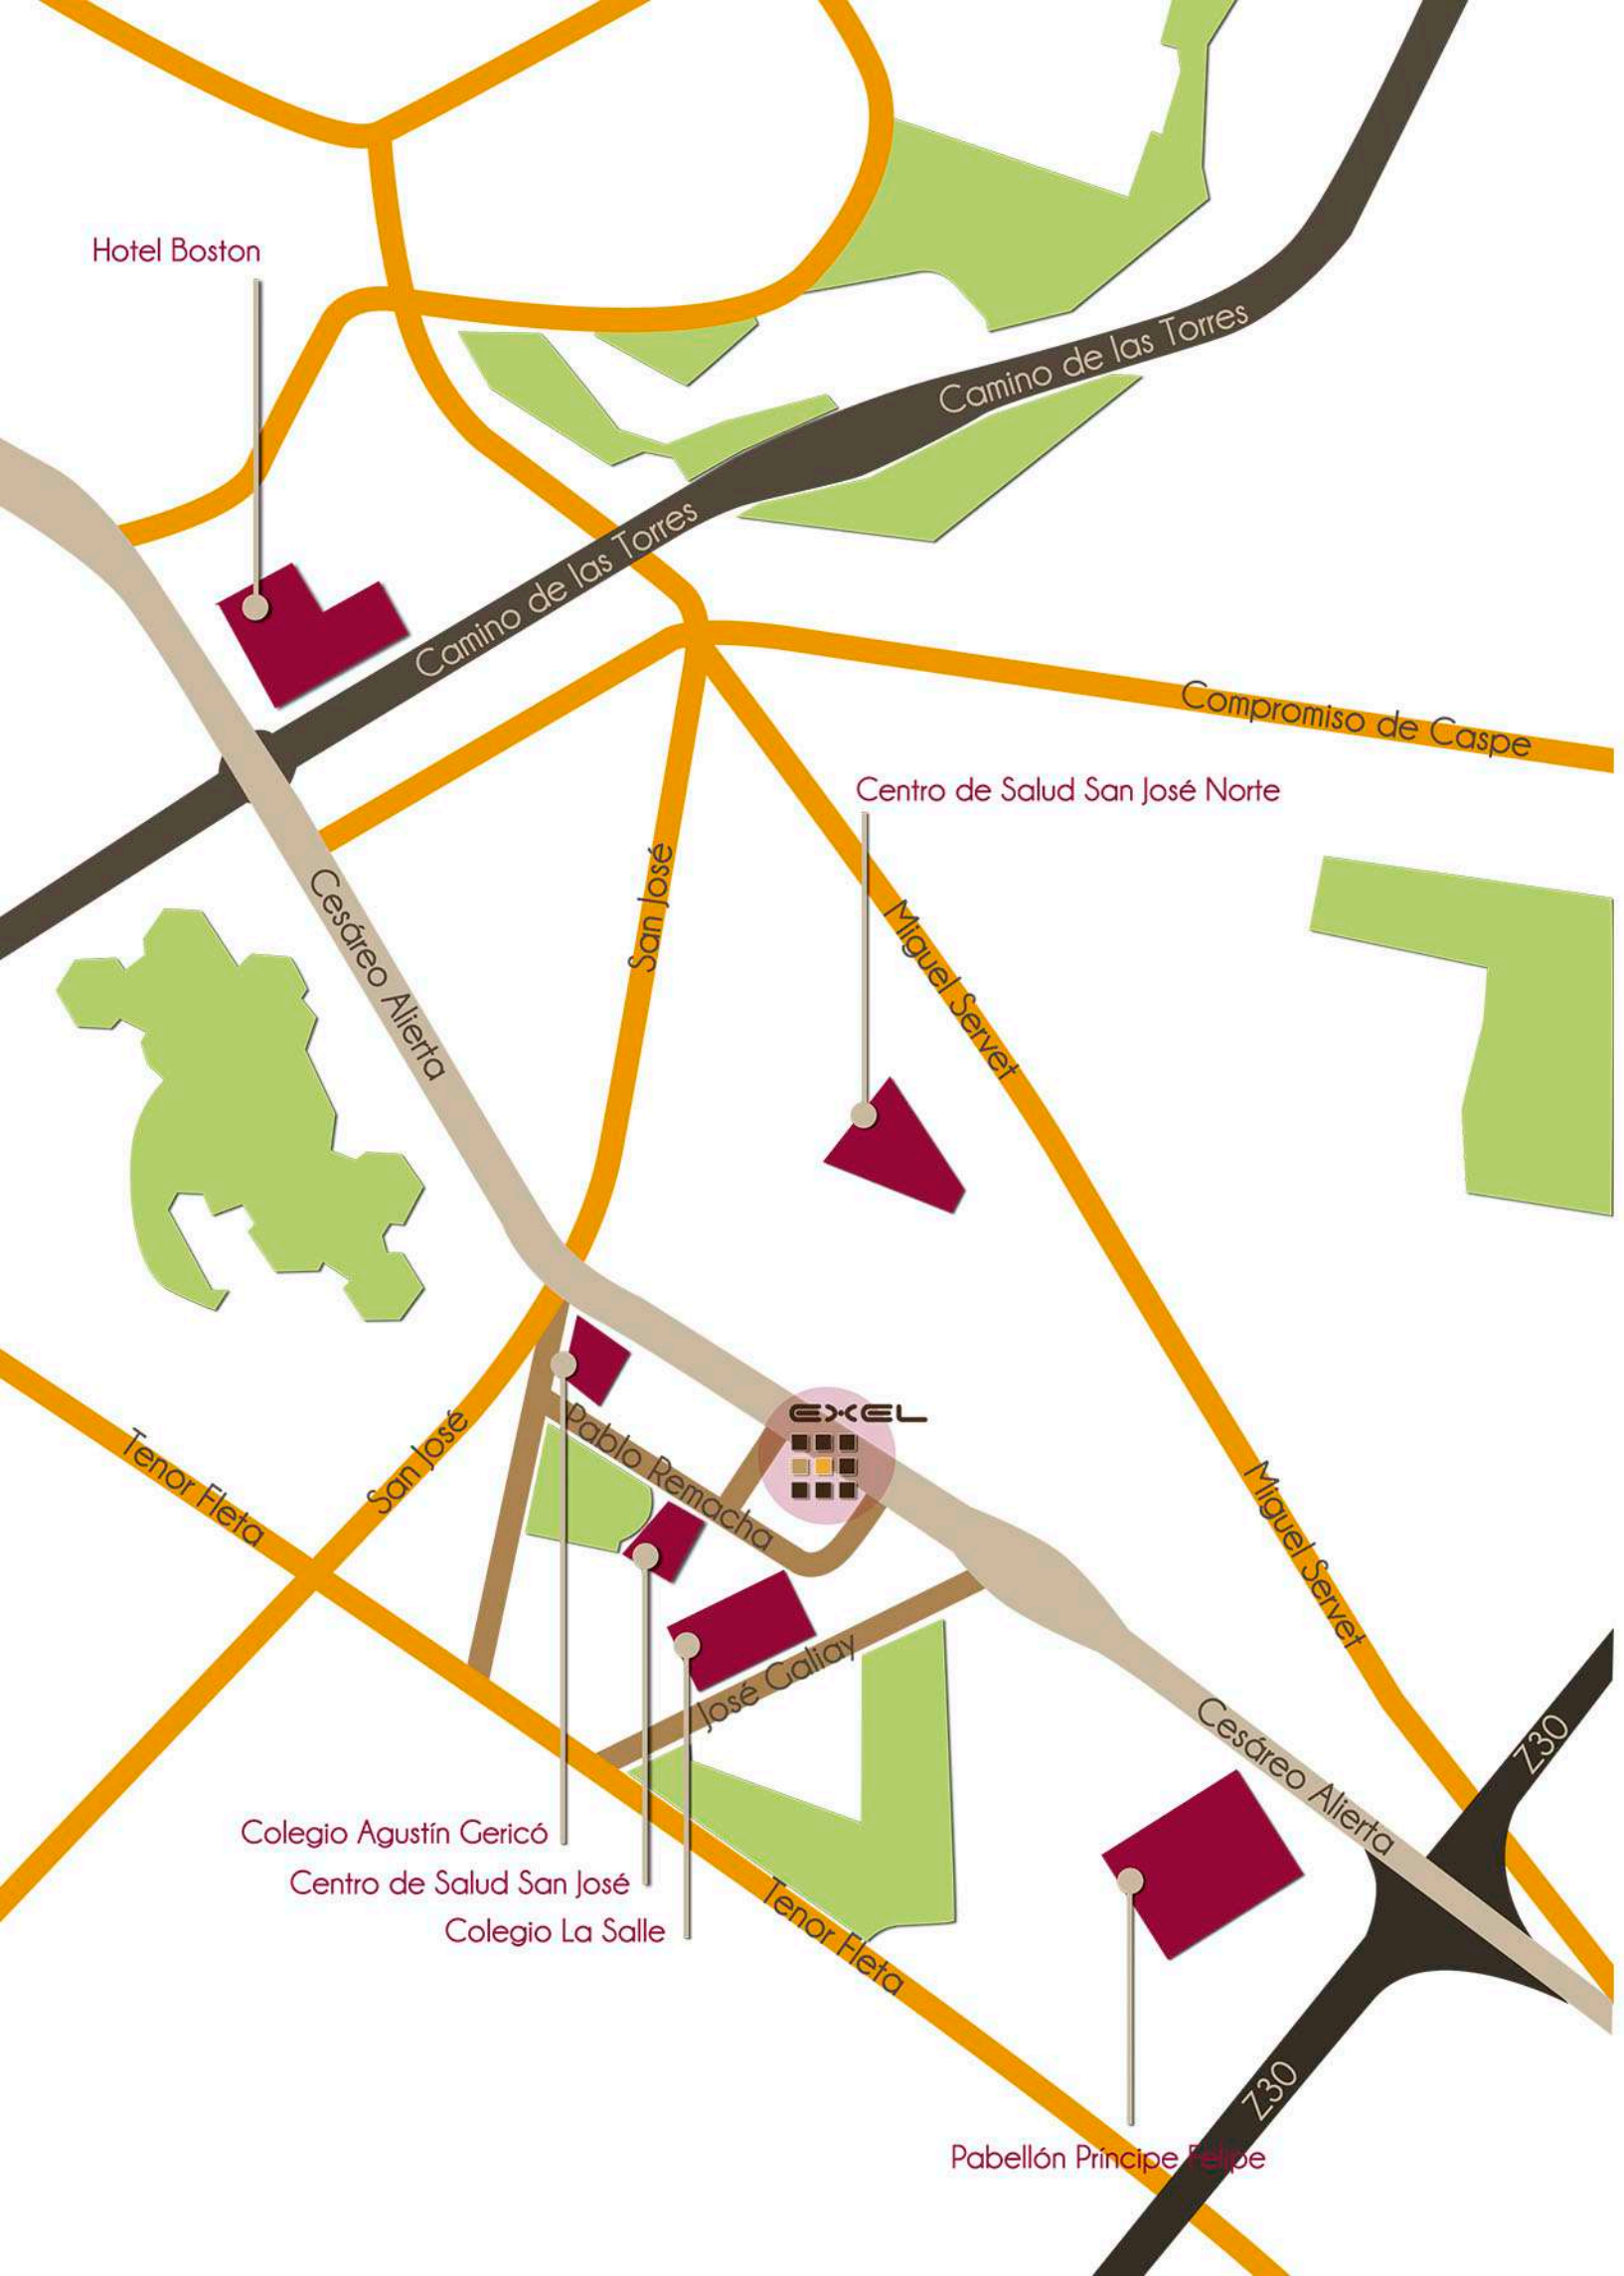 Hotel Boston
Camino de las Torres
Camino de las Torres
Compromiso de Caspe
Centro de Salud San José Norte
San José
Cesáreo Alierta
Miguel Servet
EXEL
Pablo Remacha
San José
Tenor Fleta
Miguel Servet
José Galiay
Cesáreo Alierta
Z30
Colegio Agustín Gericó
Centro de Salud San José
Colegio La Salle
Tenor Fleta
Z30
Pabellón Príncipe Felipe